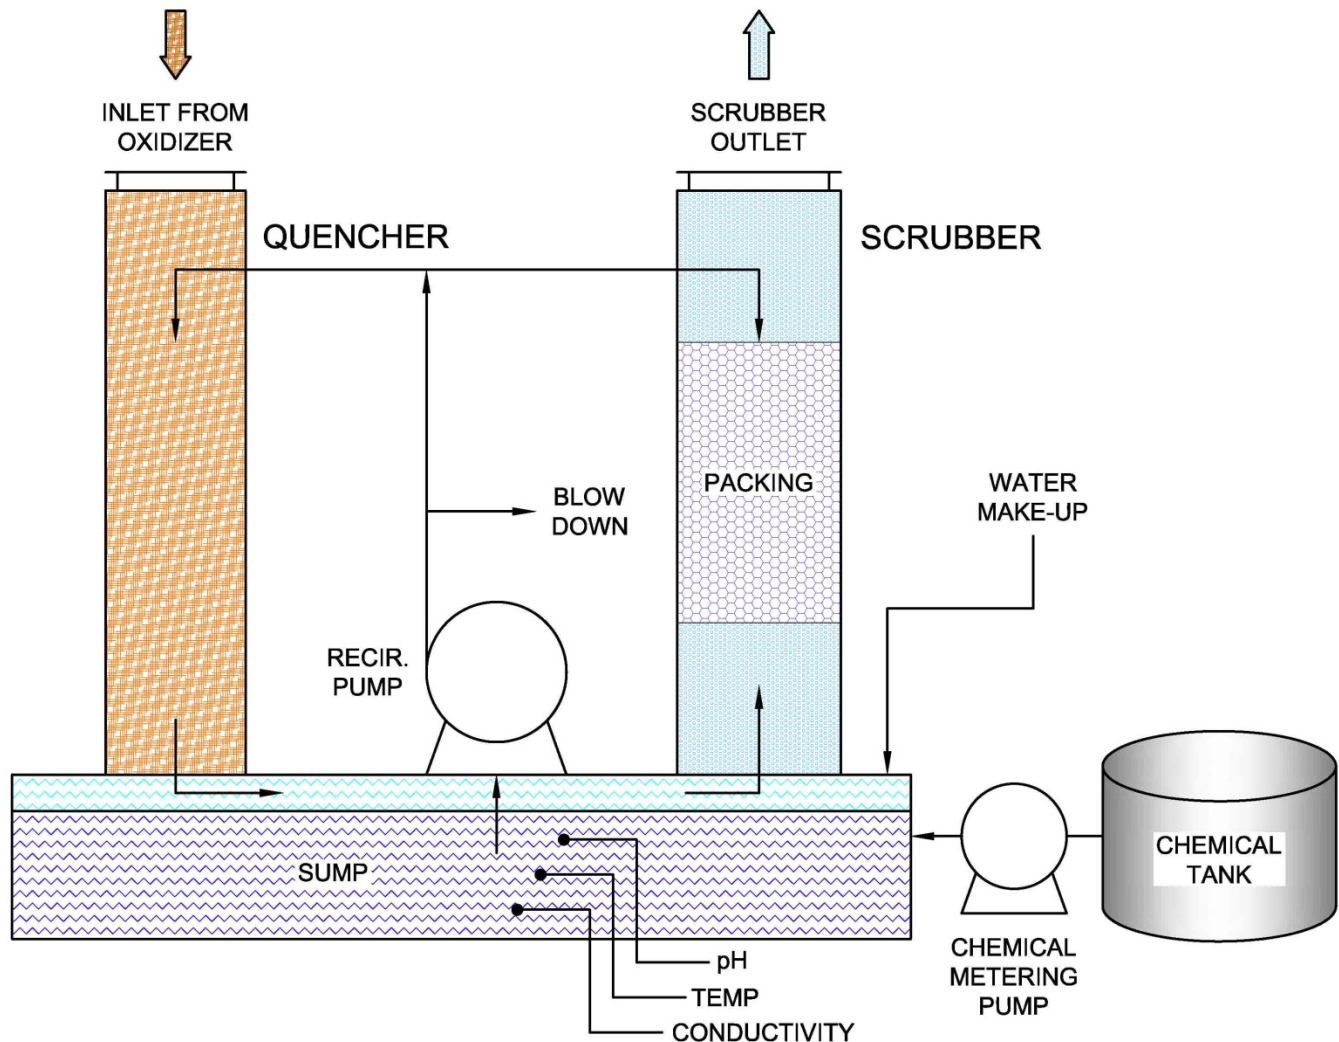 INLET FROM
OXIDIZER
SCRUBBER
OUTLET
QUENCHER
SCRUBBER
PACKING
BLOW
DOWN
WATER
MAKE-UP
RECIR.
PUMP
SUMP
CHEMICAL
TANK
CHEMICAL
METERING
PUMP
pH
TEMP
CONDUCTIVITY